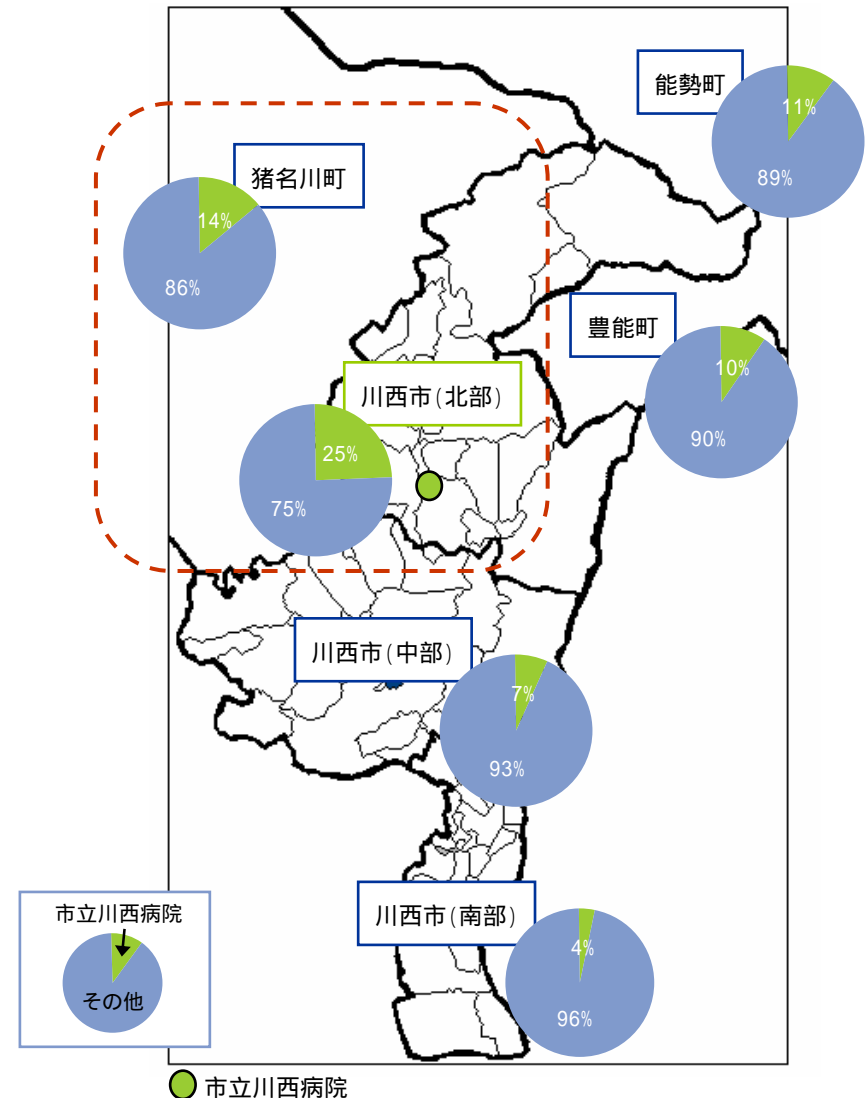 能勢町
11%
89%
猪名川町
14%
86%
豊能町
10%
90%
川西市(北部)
25%
75%
川西市(中部)
7%
93%
川西市(南部)
4%
96%
市立川西病院
その他
市立川西病院